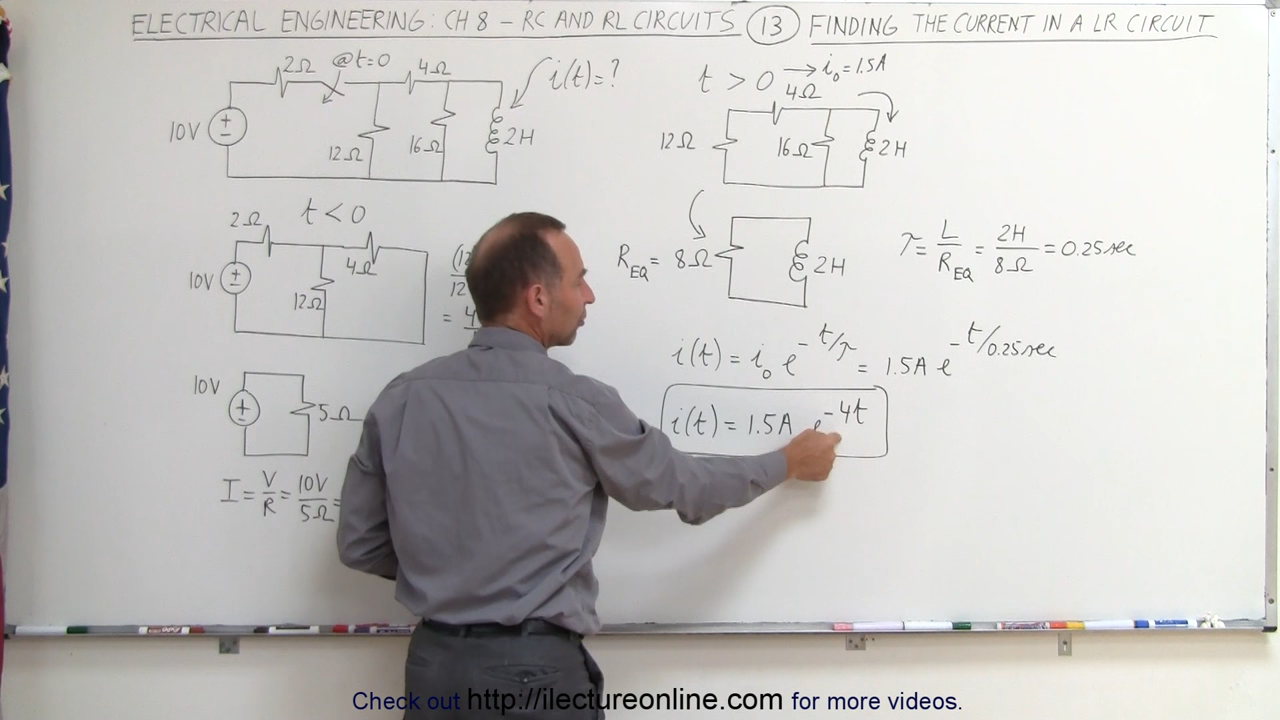 ELECTRICAL ENGINEERING: CH 8 – RC AND RL CIRCUITS 13 FINDING THE CURRENT IN A LR CIRCUIT
2Ω @t=0 4Ω i(t)=?
10V 12Ω 16Ω 2H
t < 0
2Ω
10V 12Ω 4Ω
(12
12
= 4
10V 5Ω
I = V/R = 10V/5Ω =
t > 0 → i₀=1.5A
4Ω
12Ω 16Ω 2H
R_EQ = 8Ω 2H
τ = L/R_EQ = 2H/8Ω = 0.25sec
i(t) = i₀ e^(-t/τ) = 1.5A e^(-t/0.25sec)
i(t) = 1.5A e^(-4t)
Check out http://ilectureonline.com for more videos.